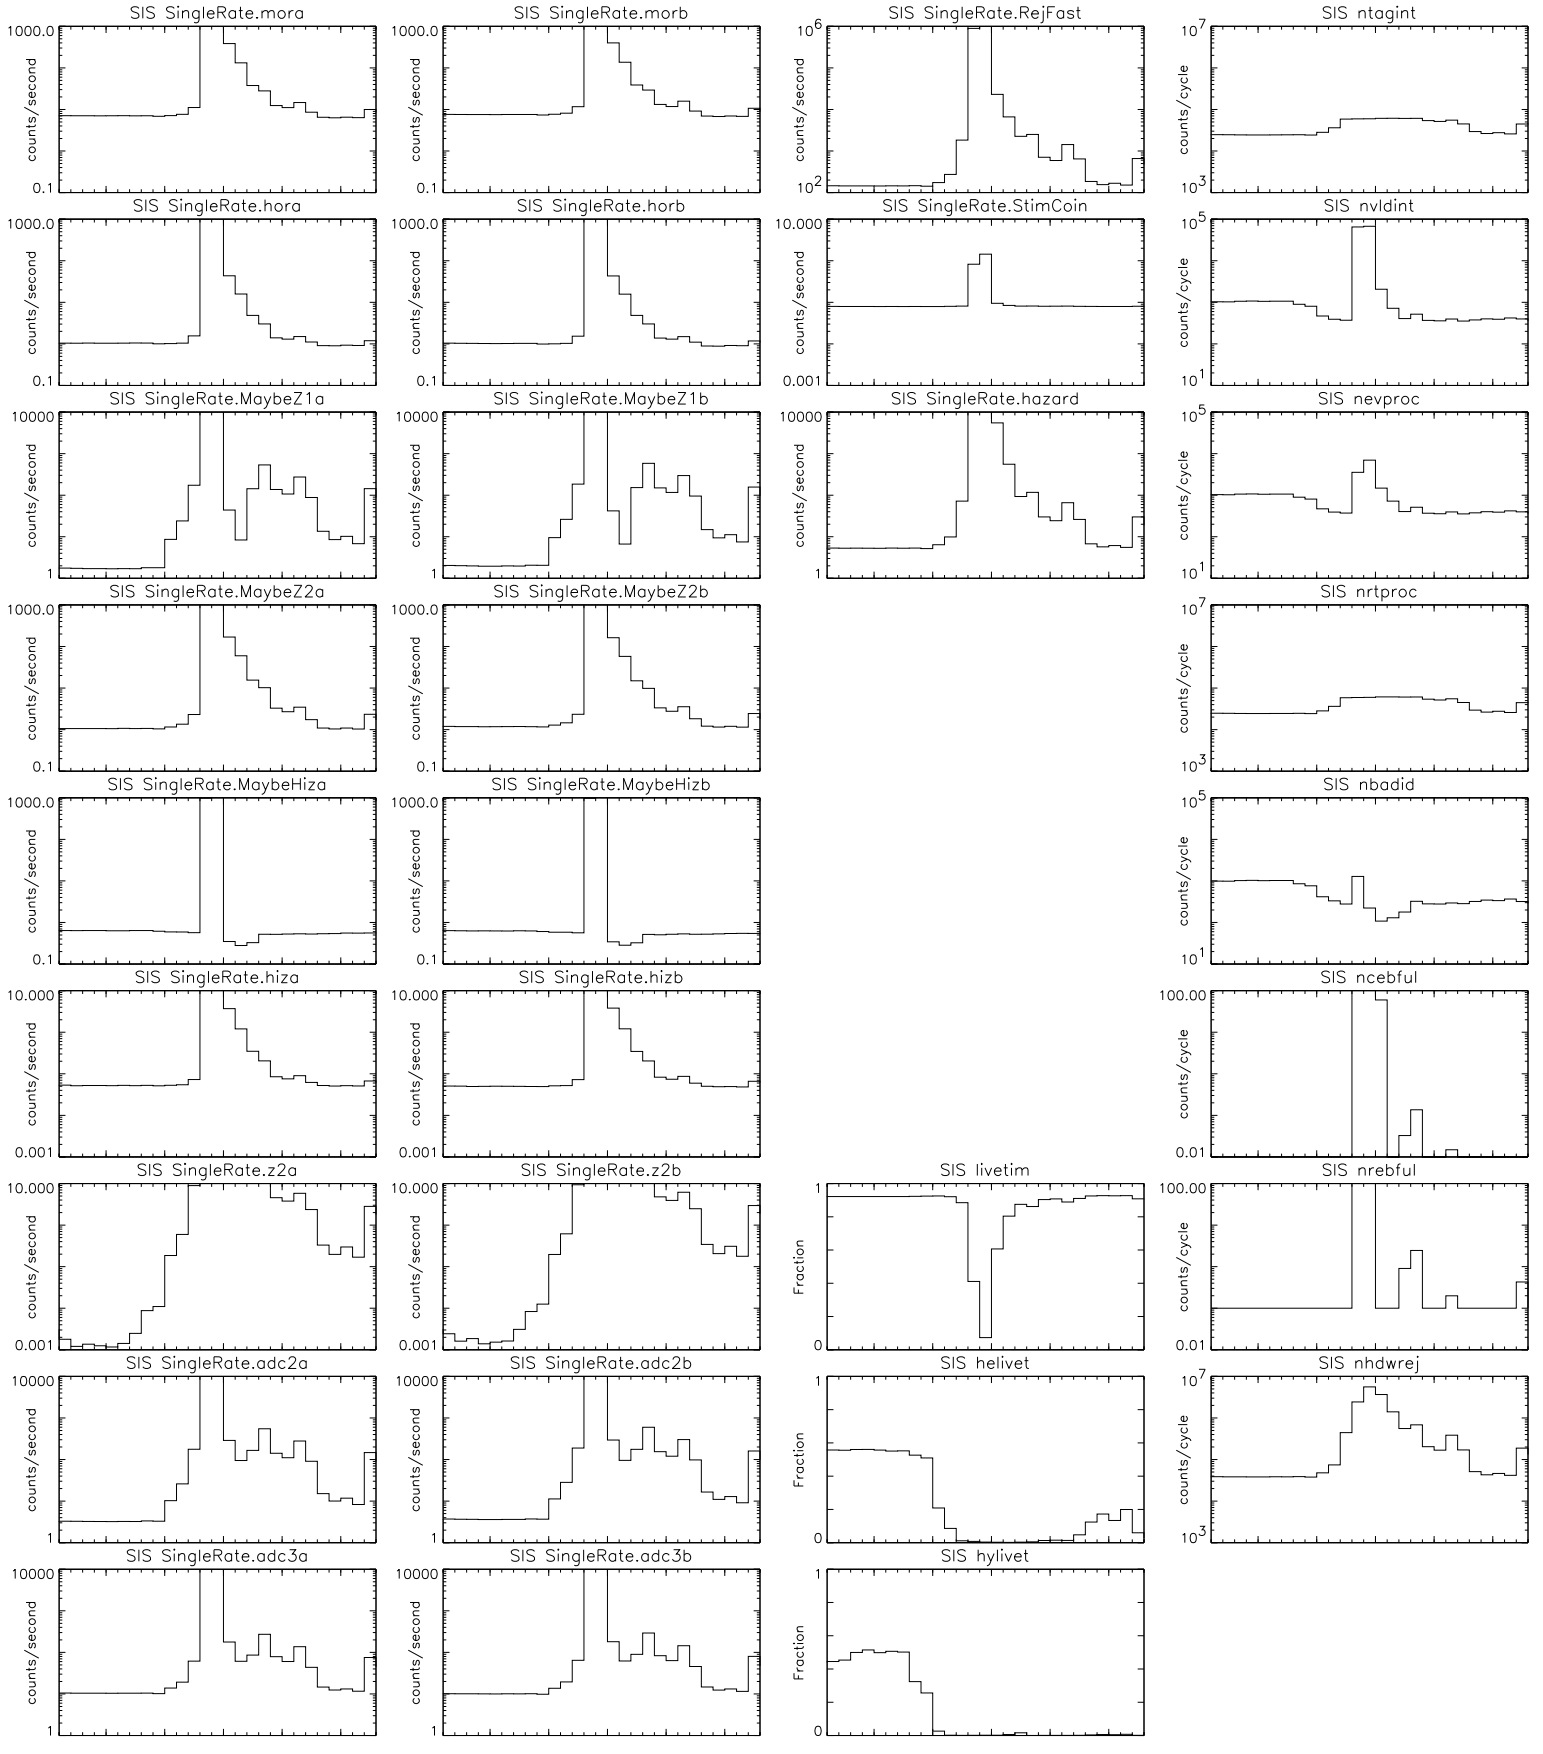 SIS SingleRate.mora
1000.0
counts/second
0.1
SIS SingleRate.morb
1000.0
counts/second
0.1
SIS SingleRate.RejFast
10^6
counts/second
10^2
SIS ntagint
10^7
counts/cycle
10^3
SIS SingleRate.hora
1000.0
counts/second
0.1
SIS SingleRate.horb
1000.0
counts/second
0.1
SIS SingleRate.StimCoin
10.000
counts/second
0.001
SIS nvldint
10^5
counts/cycle
10^1
SIS SingleRate.MaybeZ1a
10000
counts/second
1
SIS SingleRate.MaybeZ1b
10000
counts/second
1
SIS SingleRate.hazard
10000
counts/second
1
SIS nevproc
10^5
counts/cycle
10^1
SIS SingleRate.MaybeZ2a
1000.0
counts/second
0.1
SIS SingleRate.MaybeZ2b
1000.0
counts/second
0.1
SIS nrtproc
10^7
counts/cycle
10^3
SIS SingleRate.MaybeHiza
1000.0
counts/second
0.1
SIS SingleRate.MaybeHizb
1000.0
counts/second
0.1
SIS nbadid
10^5
counts/cycle
10^1
SIS SingleRate.hiza
10.000
counts/second
0.001
SIS SingleRate.hizb
10.000
counts/second
0.001
SIS ncebful
100.00
counts/cycle
0.01
SIS SingleRate.z2a
10.000
counts/second
0.001
SIS SingleRate.z2b
10.000
counts/second
0.001
SIS livetim
1
Fraction
0
SIS nrebful
100.00
counts/cycle
0.01
SIS SingleRate.adc2a
10000
counts/second
1
SIS SingleRate.adc2b
10000
counts/second
1
SIS helivet
1
Fraction
0
SIS nhdwrej
10^7
counts/cycle
10^3
SIS SingleRate.adc3a
10000
counts/second
1
SIS SingleRate.adc3b
10000
counts/second
1
SIS hylivet
1
Fraction
0